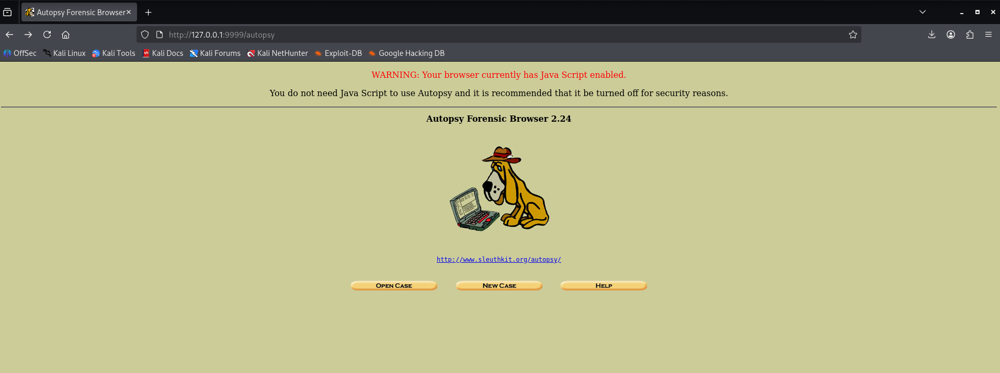 Autopsy Forensic Browser
http://127.0.0.1:9999/autopsy
OffSec Kali Linux Kali Tools Kali Docs Kali Forums Kali NetHunter Exploit-DB Google Hacking DB
WARNING: Your browser currently has Java Script enabled.
You do not need Java Script to use Autopsy and it is recommended that it be turned off for security reasons.
Autopsy Forensic Browser 2.24
http://www.sleuthkit.org/autopsy/
OPEN CASE NEW CASE HELP